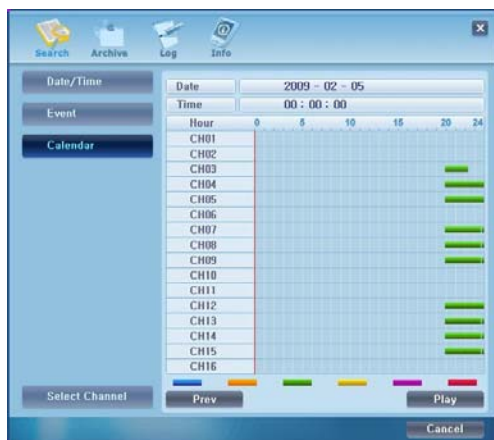 Search Archive Log Info
Date/Time
Event
Calendar
Date 2009 - 02 - 05
Time 00 : 00 : 00
Hour 0 5 10 15 20 24
CH01
CH02
CH03
CH04
CH05
CH06
CH07
CH08
CH09
CH10
CH11
CH12
CH13
CH14
CH15
CH16
Select Channel
Prev Play
Cancel